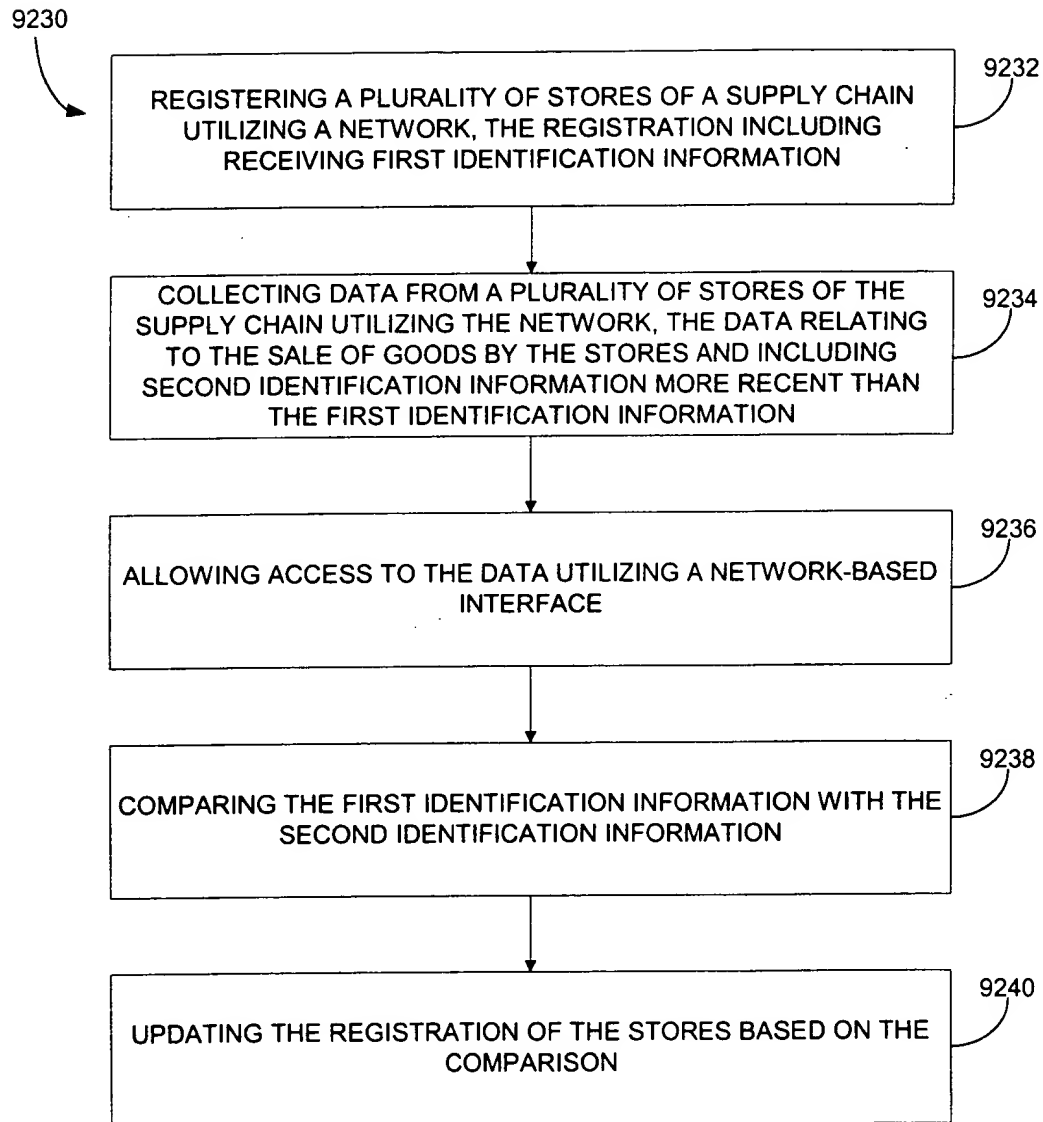 9230
9232
REGISTERING A PLURALITY OF STORES OF A SUPPLY CHAIN
UTILIZING A NETWORK, THE REGISTRATION INCLUDING
RECEIVING FIRST IDENTIFICATION INFORMATION
9234
COLLECTING DATA FROM A PLURALITY OF STORES OF THE
SUPPLY CHAIN UTILIZING THE NETWORK, THE DATA RELATING
TO THE SALE OF GOODS BY THE STORES AND INCLUDING
SECOND IDENTIFICATION INFORMATION MORE RECENT THAN
THE FIRST IDENTIFICATION INFORMATION
9236
ALLOWING ACCESS TO THE DATA UTILIZING A NETWORK-BASED
INTERFACE
9238
COMPARING THE FIRST IDENTIFICATION INFORMATION WITH THE
SECOND IDENTIFICATION INFORMATION
9240
UPDATING THE REGISTRATION OF THE STORES BASED ON THE
COMPARISON